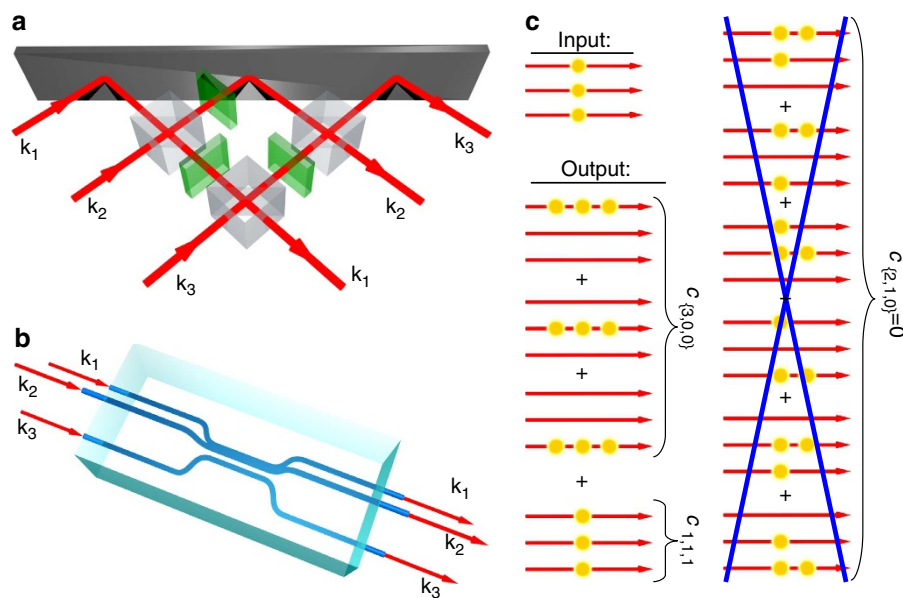 a
k1
k2
k3
k3
k2
k1
b
k1
k2
k3
k1
k2
k3
c
Input:
Output:
+
+
+
c{3,0,0}
c1,1,1
+
+
+
+
c{2,1,0}=0